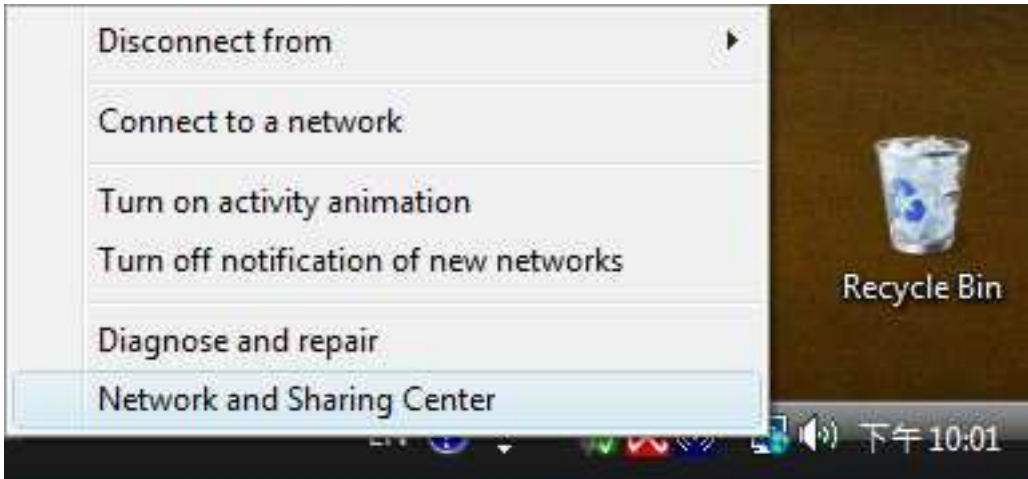 Disconnect from
Connect to a network
Turn on activity animation
Turn off notification of new networks
Diagnose and repair
Network and Sharing Center
Recycle Bin
下午 10:01